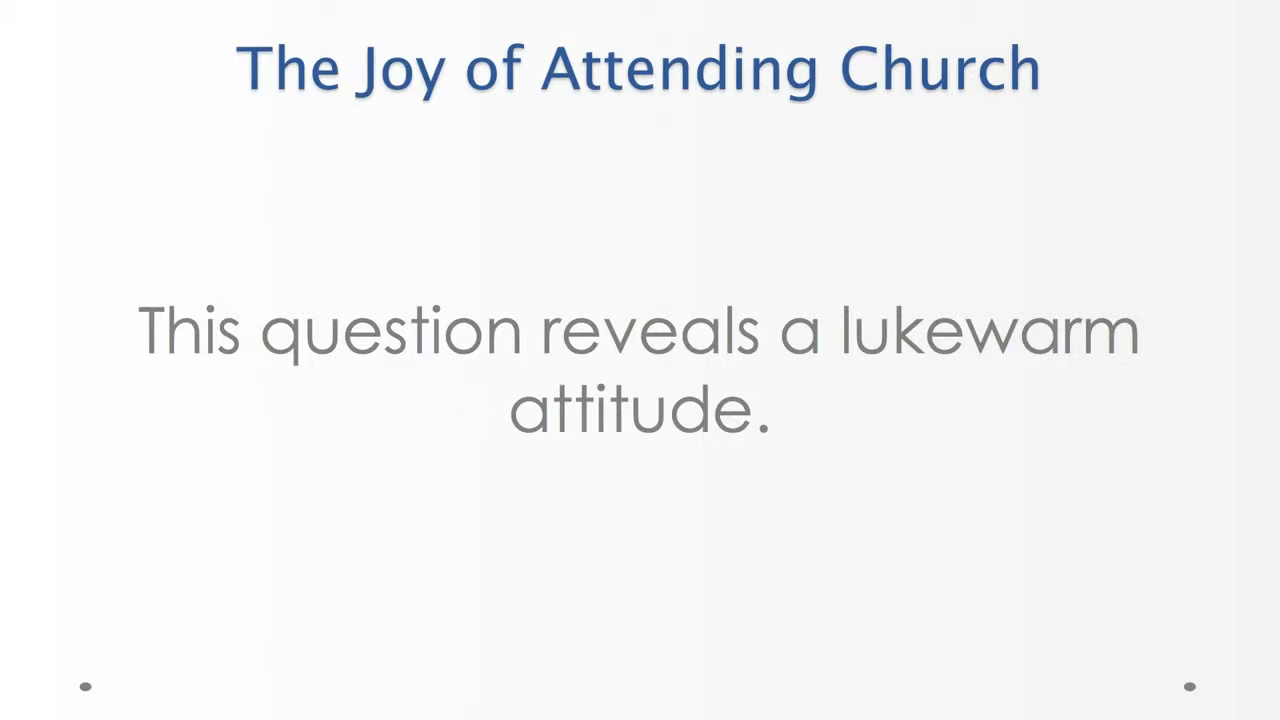 The Joy of Attending Church
This question reveals a lukewarm
attitude.